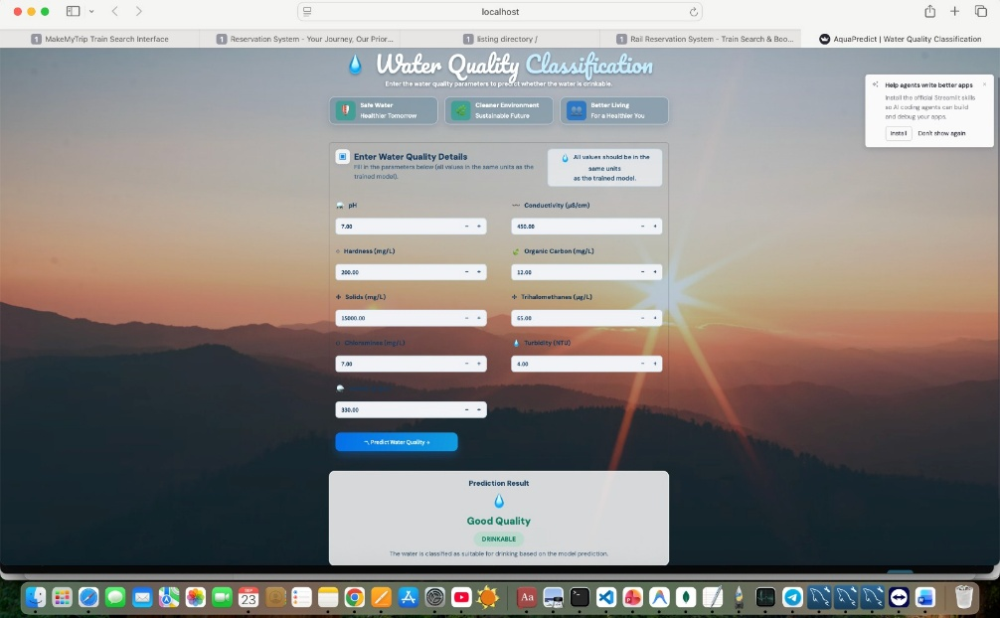 localhost
1 MakeMyTrip Train Search Interface
1 Reservation System - Your Journey, Our Prior...
1 listing directory /
1 Rail Reservation System - Train Search & Boo...
AquaPredict | Water Quality Classification
Water Quality Classification
Enter the water quality parameters to predict whether the water is drinkable.
Help agents write better apps
Install the official Streamlit skills
so AI coding agents can build
and debug your apps.
Install
Don't show again
Safe Water
Healthier Tomorrow
Cleaner Environment
Sustainable Future
Better Living
For a Healthier You
Enter Water Quality Details
Fill in the parameters below (all values in the same units as the
trained model).
All values should be in the
same units
as the trained model.
pH
Conductivity (μS/cm)
7.00 - +
450.00 - +
Hardness (mg/L)
Organic Carbon (mg/L)
200.00 - +
12.00 - +
Solids (mg/L)
Trihalomethanes (μg/L)
15000.00 - +
65.00 - +
Chloramines (mg/L)
Turbidity (NTU)
7.00 - +
4.00 - +
330.00 - +
Predict Water Quality
Prediction Result
Good Quality
DRINKABLE
The water is classified as suitable for drinking based on the model prediction.
23
Aa